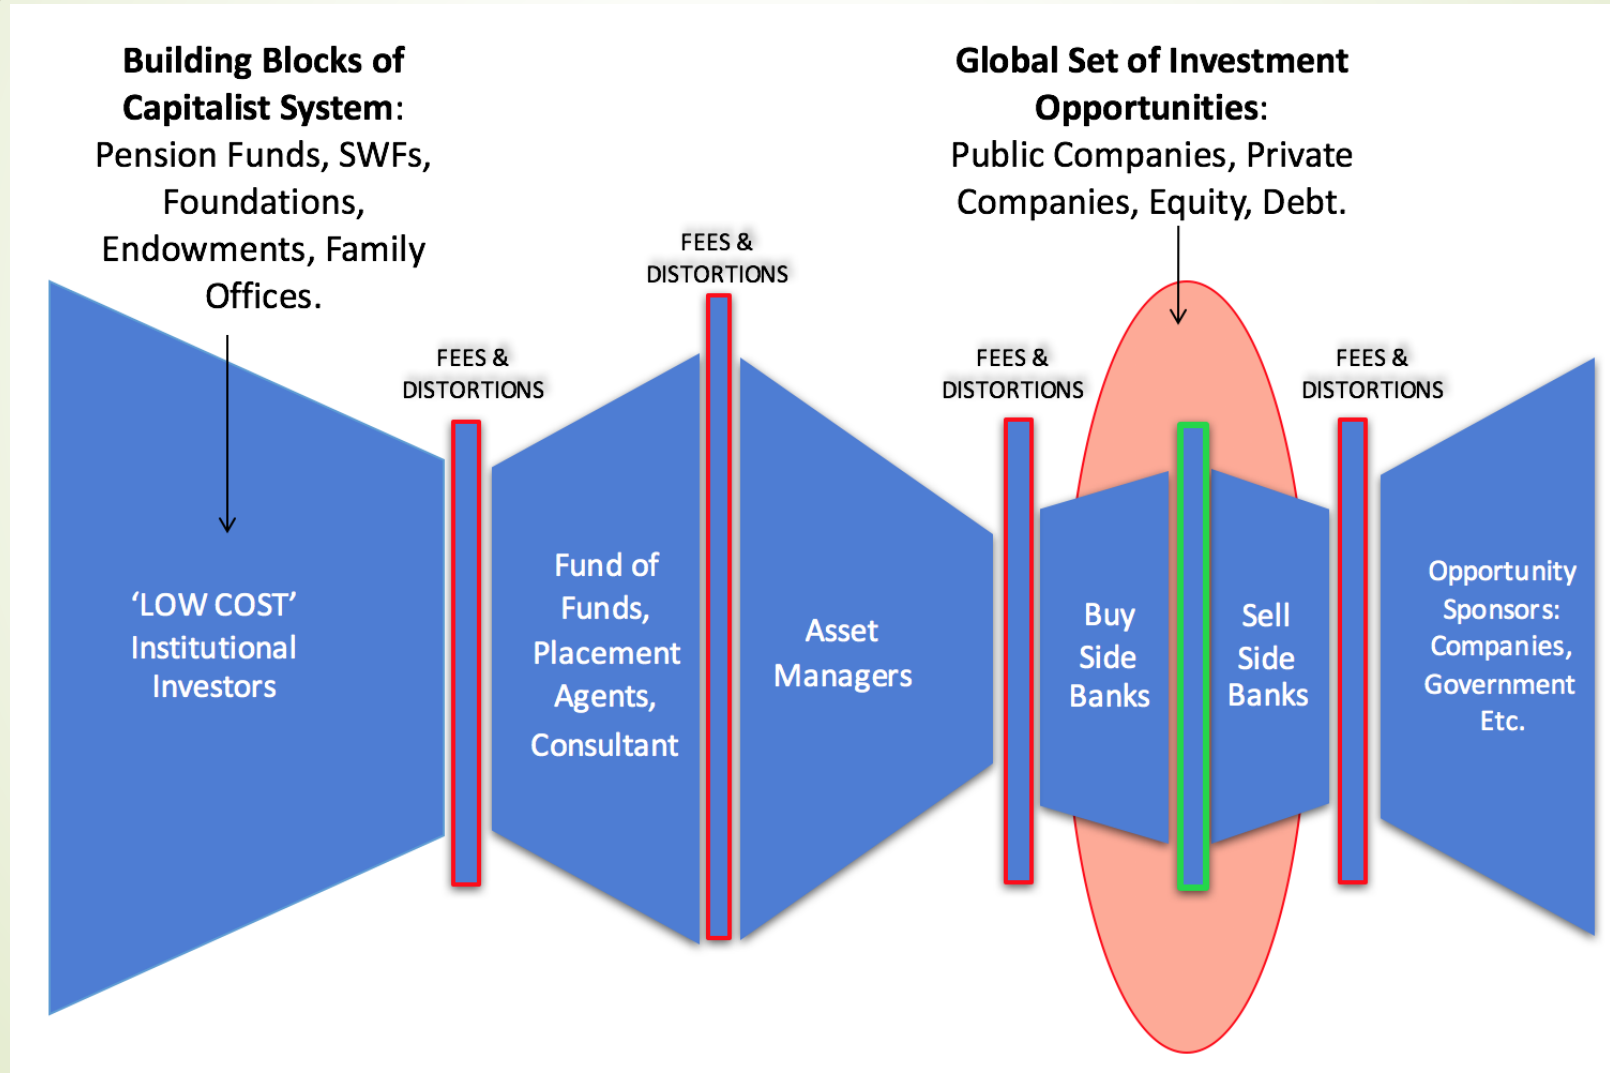 Building Blocks of
Capitalist System:
Pension Funds, SWFs,
Foundations,
Endowments, Family
Offices.
Global Set of Investment
Opportunities:
Public Companies, Private
Companies, Equity, Debt.
FEES &
DISTORTIONS
FEES &
DISTORTIONS
FEES &
DISTORTIONS
FEES &
DISTORTIONS
‘LOW COST’
Institutional
Investors
Fund of
Funds,
Placement
Agents,
Consultant
Asset
Managers
Buy
Side
Banks
Sell
Side
Banks
Opportunity
Sponsors:
Companies,
Government
Etc.